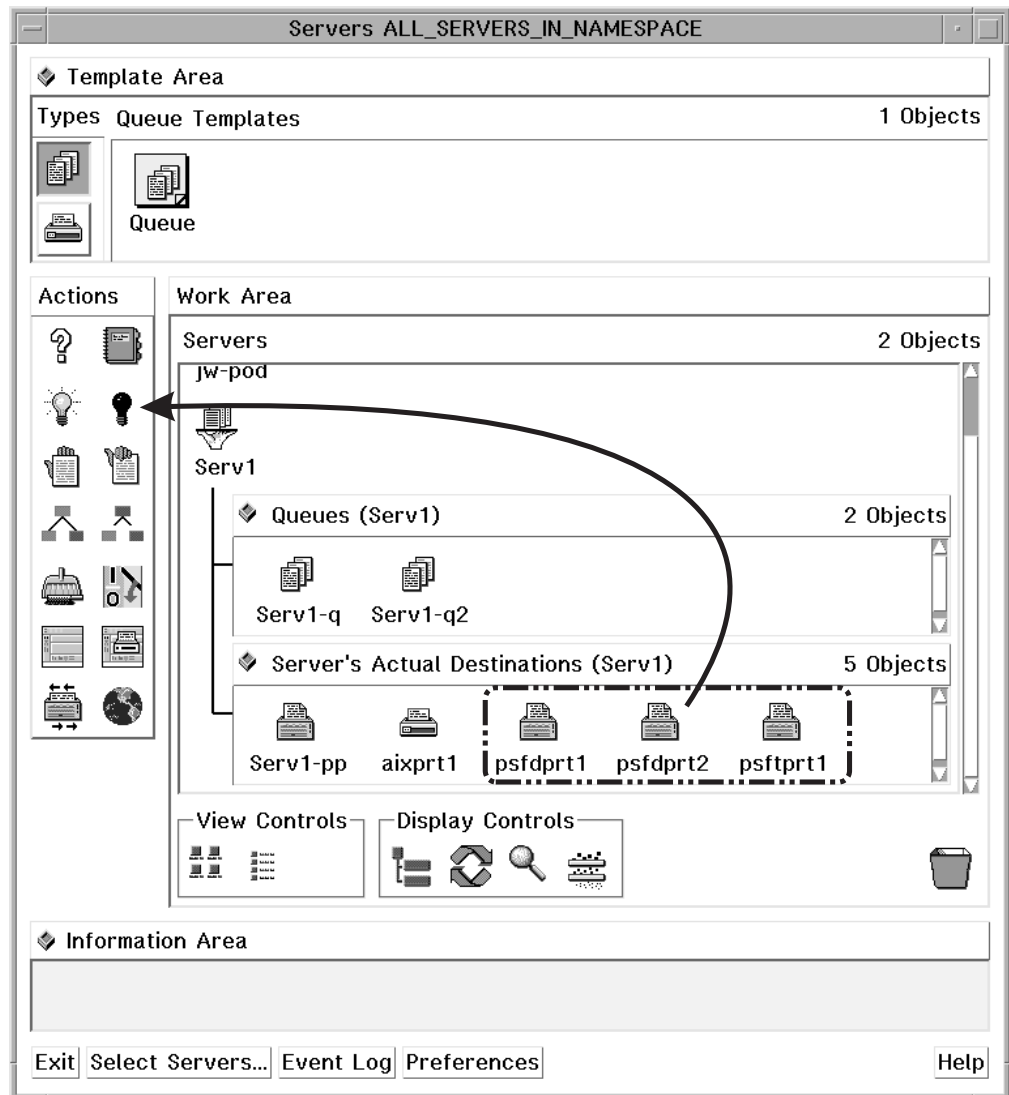 Servers ALL_SERVERS_IN_NAMESPACE
Template Area
Types Queue Templates 1 Objects
Queue
Actions
Work Area
Servers 2 Objects
jw-pod
Serv1
Queues (Serv1) 2 Objects
Serv1-q Serv1-q2
Server's Actual Destinations (Serv1) 5 Objects
Serv1-pp aixprt1 psfdprt1 psfdprt2 psftprt1
View Controls Display Controls
Information Area
Exit Select Servers... Event Log Preferences Help